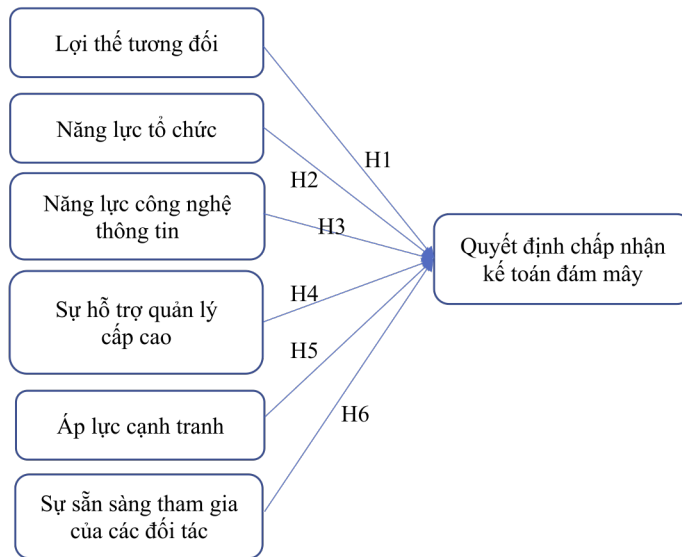 Lợi thế tương đối
Năng lực tổ chức
H1
H2
Năng lực công nghệ
thông tin
H3
Quyết định chấp nhận
kế toán đám mây
Sự hỗ trợ quản lý
cấp cao
H4
H5
Áp lực cạnh tranh
H6
Sự sẵn sàng tham gia
của các đối tác